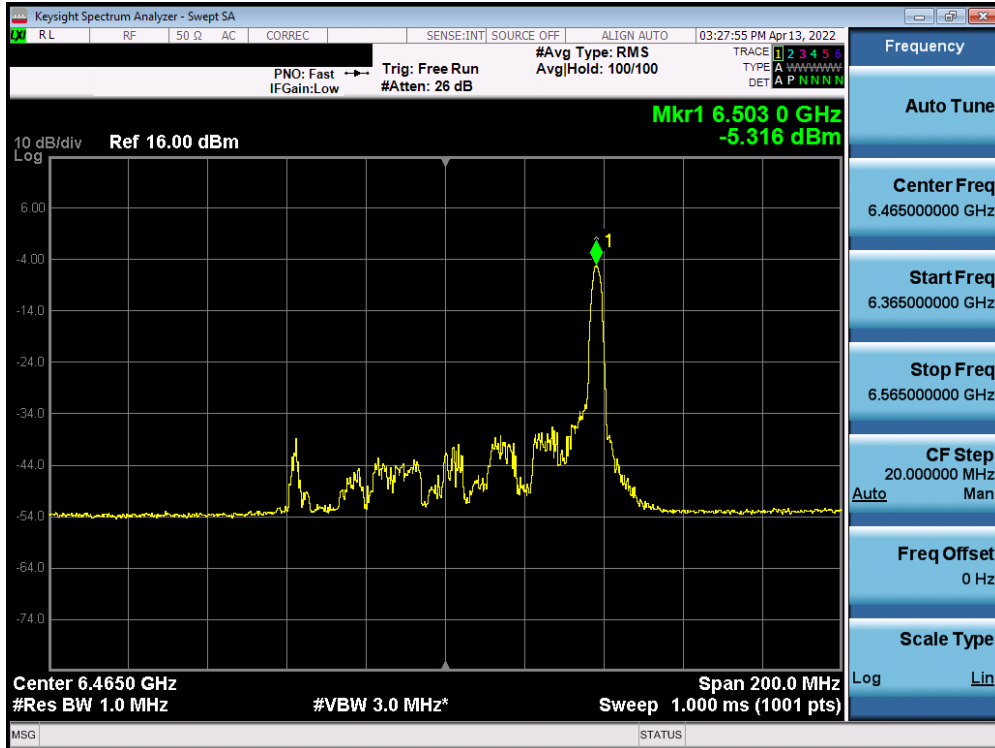 Keysight Spectrum Analyzer - Swept SA
LXI RL RF 50 Ω AC CORREC SENSE:INT SOURCE OFF ALIGN AUTO 03:27:55 PM Apr 13, 2022
PNO: Fast
IFGain:Low
Trig: Free Run
#Atten: 26 dB
#Avg Type: RMS
Avg|Hold: 100/100
TRACE 1 2 3 4 5 6
TYPE A WWWWW
DET A P N N N N
Mkr1 6.503 0 GHz
-5.316 dBm
10 dB/div Ref 16.00 dBm
Log
6.00
-4.00
-14.0
-24.0
-34.0
-44.0
-54.0
-64.0
-74.0
1
Center 6.4650 GHz
#Res BW 1.0 MHz
#VBW 3.0 MHz*
Span 200.0 MHz
Sweep 1.000 ms (1001 pts)
MSG STATUS
Frequency
Auto Tune
Center Freq
6.465000000 GHz
Start Freq
6.365000000 GHz
Stop Freq
6.565000000 GHz
CF Step
20.000000 MHz
Auto Man
Freq Offset
0 Hz
Scale Type
Log Lin